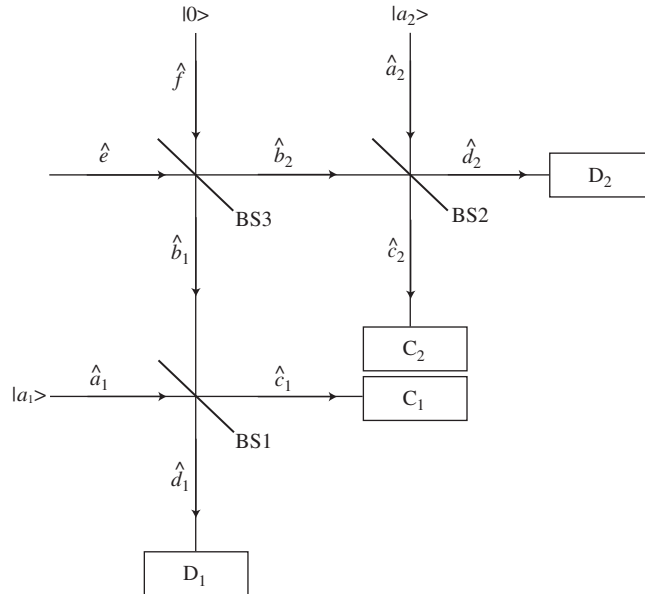 |0> |a₂>
f̂ â₂
ê b̂₂ d̂₂ D₂
BS3 BS2
b̂₁ ĉ₂
C₂
|a₁> â₁ ĉ₁ C₁
BS1
d̂₁
D₁